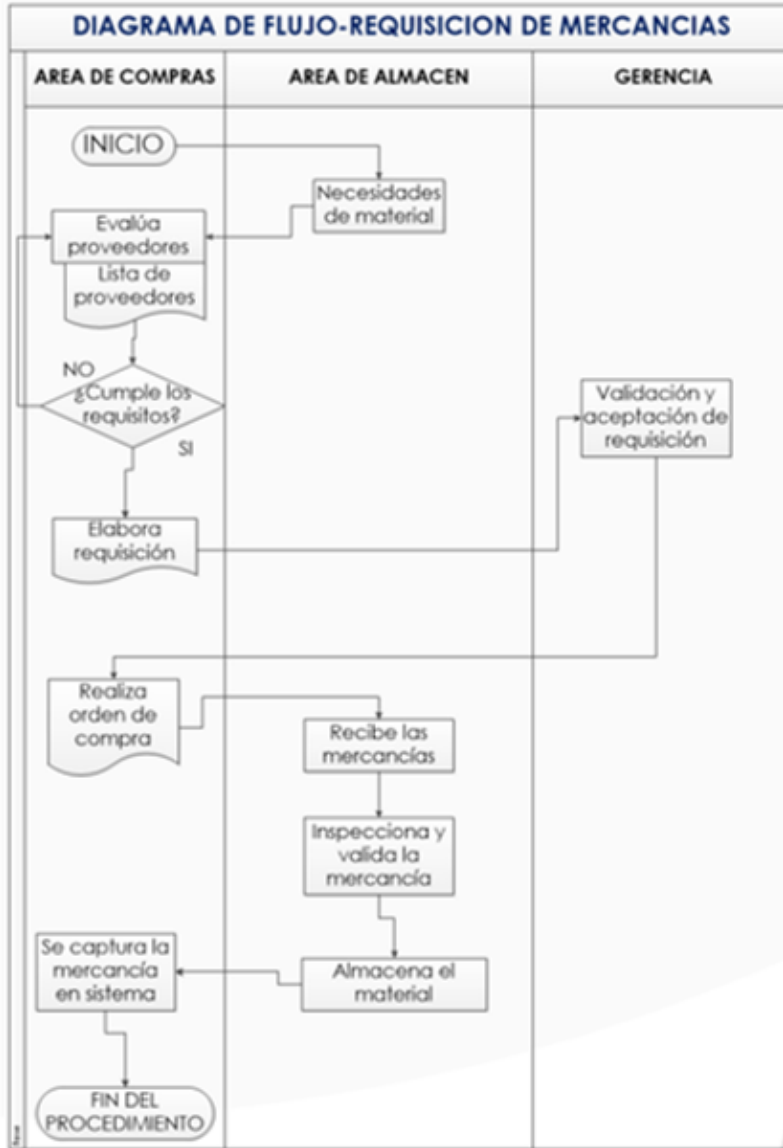 DIAGRAMA DE FLUJO-REQUISICION DE MERCANCIAS
AREA DE COMPRAS
AREA DE ALMACEN
GERENCIA
INICIO
Necesidades
de material
Evalúa
proveedores
Lista de
proveedores
NO
¿Cumple los
requisitos?
SI
Validación y
aceptación de
requisición
Elabora
requisición
Realiza
orden de
compra
Recibe las
mercancías
Inspecciona y
valida la
mercancía
Se captura la
mercancía
en sistema
Almacena el
material
FIN DEL
PROCEDIMIENTO